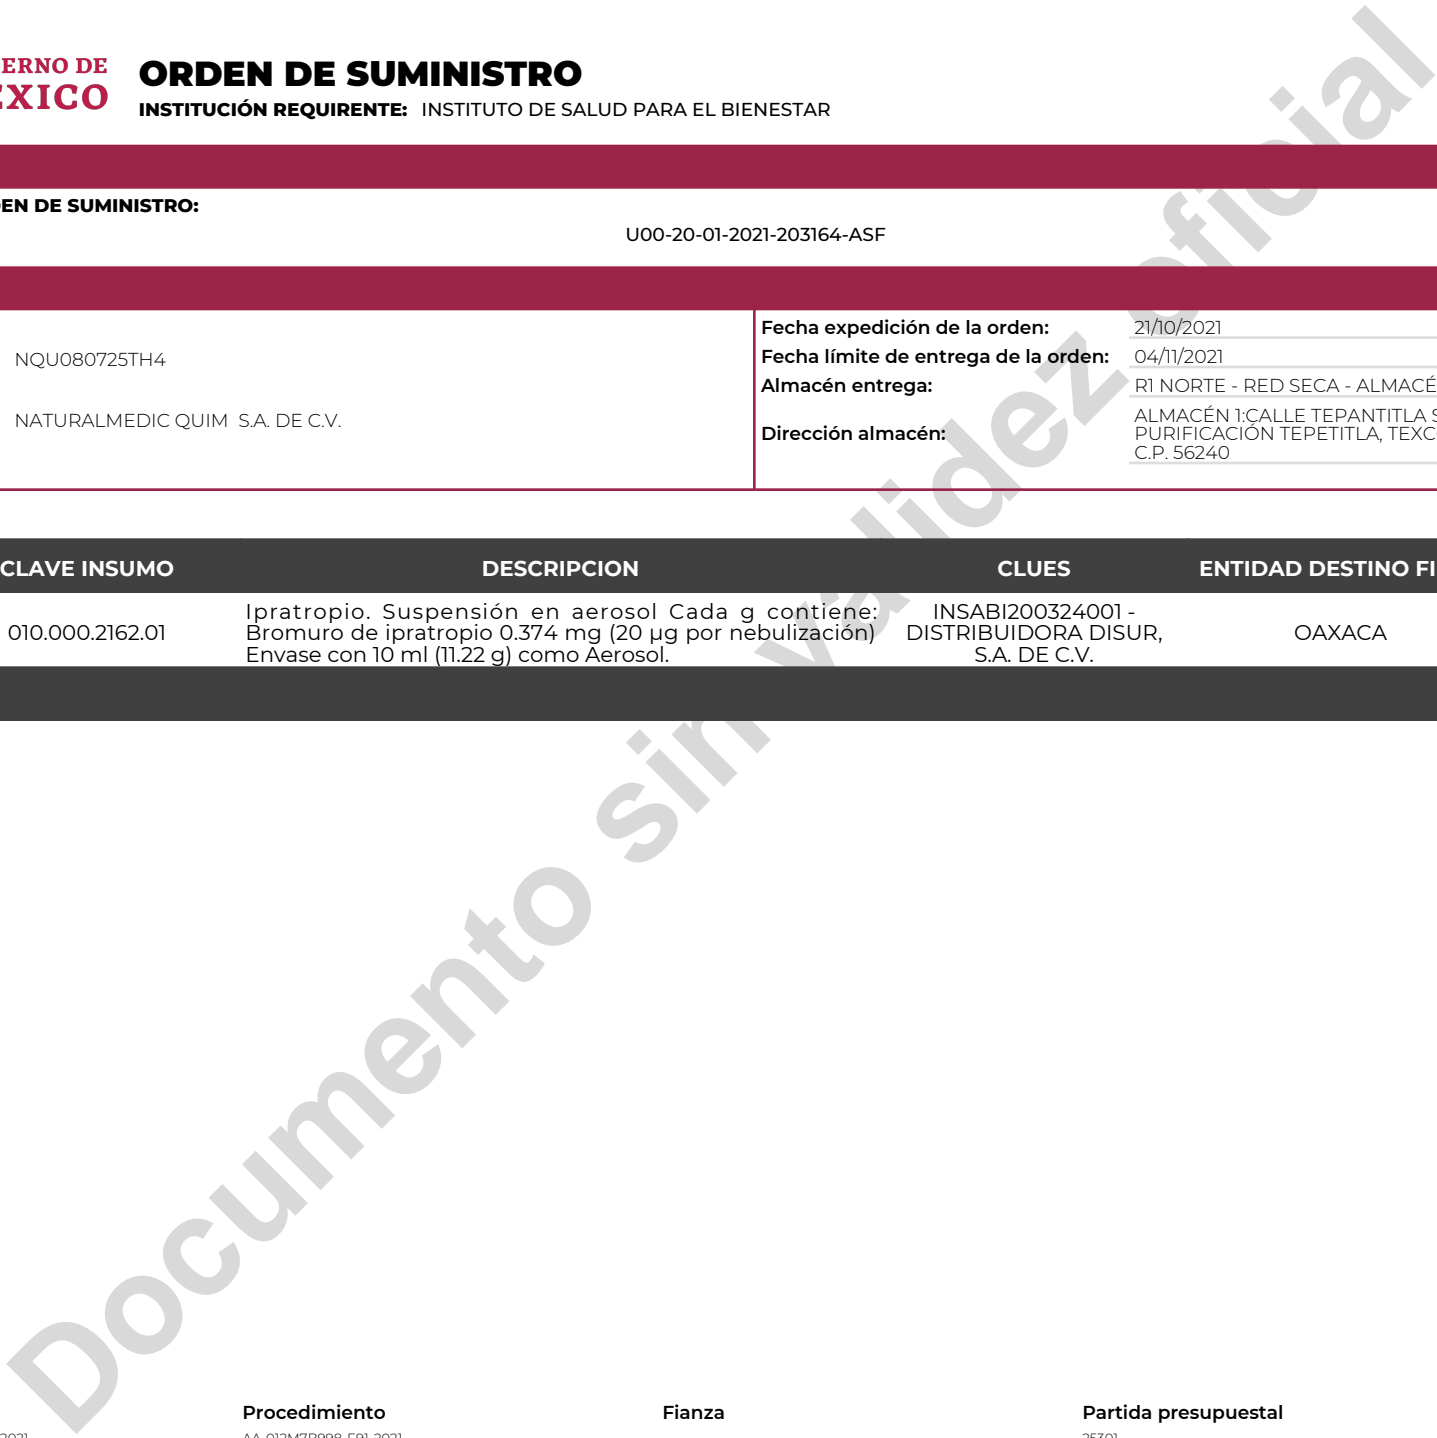 ERNO DE
EXICO
ORDEN DE SUMINISTRO
INSTITUCIÓN REQUIRENTE: INSTITUTO DE SALUD PARA EL BIENESTAR
EN DE SUMINISTRO:
U00-20-01-2021-203164-ASF
NQU080725TH4
NATURALMEDIC QUIM S.A. DE C.V.
Fecha expedición de la orden: 21/10/2021
Fecha límite de entrega de la orden: 04/11/2021
Almacén entrega: R1 NORTE - RED SECA - ALMACÉ
Dirección almacén: ALMACÉN 1:CALLE TEPANTITLA S
PURIFICACIÓN TEPETITLA, TEXC
C.P. 56240
CLAVE INSUMO DESCRIPCION CLUES ENTIDAD DESTINO FI
010.000.2162.01
Ipratropio. Suspensión en aerosol Cada g contiene:
Bromuro de ipratropio 0.374 mg (20 µg por nebulización)
Envase con 10 ml (11.22 g) como Aerosol.
INSABI200324001 -
DISTRIBUIDORA DISUR,
S.A. DE C.V.
OAXACA
Documento sin validez oficial
Procedimiento Fianza Partida presupuestal